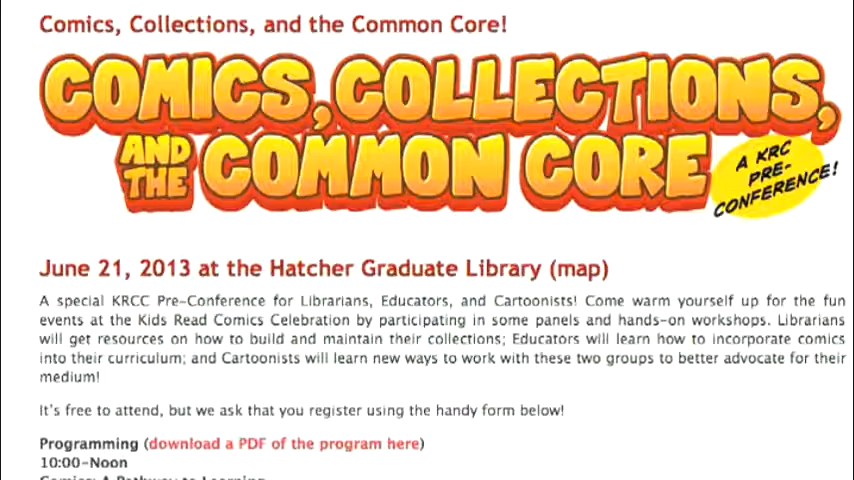 Comics, Collections, and the Common Core!
COMICS, COLLECTIONS,
AND THE COMMON CORE
A KRC
PRE-
CONFERENCE!
June 21, 2013 at the Hatcher Graduate Library (map)
A special KRCC Pre-Conference for Librarians, Educators, and Cartoonists! Come warm yourself up for the fun
events at the Kids Read Comics Celebration by participating in some panels and hands-on workshops. Librarians
will get resources on how to build and maintain their collections; Educators will learn how to incorporate comics
into their curriculum; and Cartoonists will learn new ways to work with these two groups to better advocate for their
medium!
It's free to attend, but we ask that you register using the handy form below!
Programming (download a PDF of the program here)
10:00-Noon
Comics: A Pathway to Learning